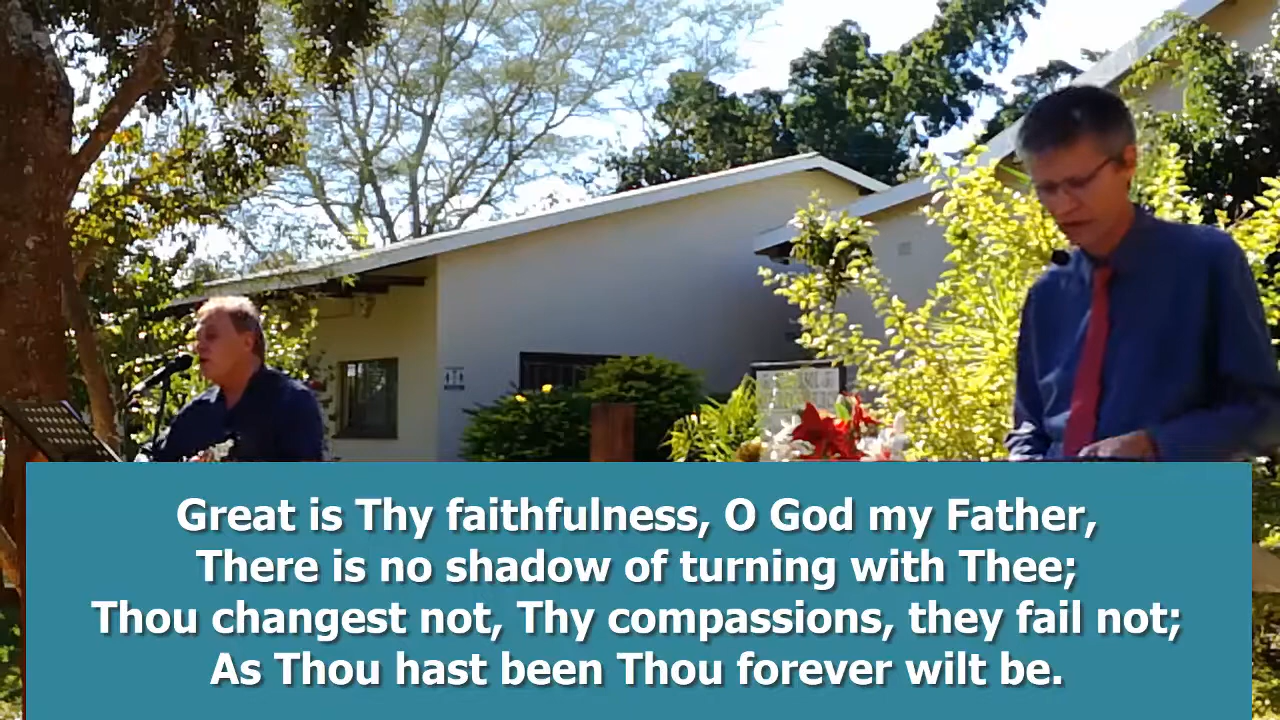 Great is Thy faithfulness, O God my Father,
There is no shadow of turning with Thee;
Thou changest not, Thy compassions, they fail not;
As Thou hast been Thou forever wilt be.